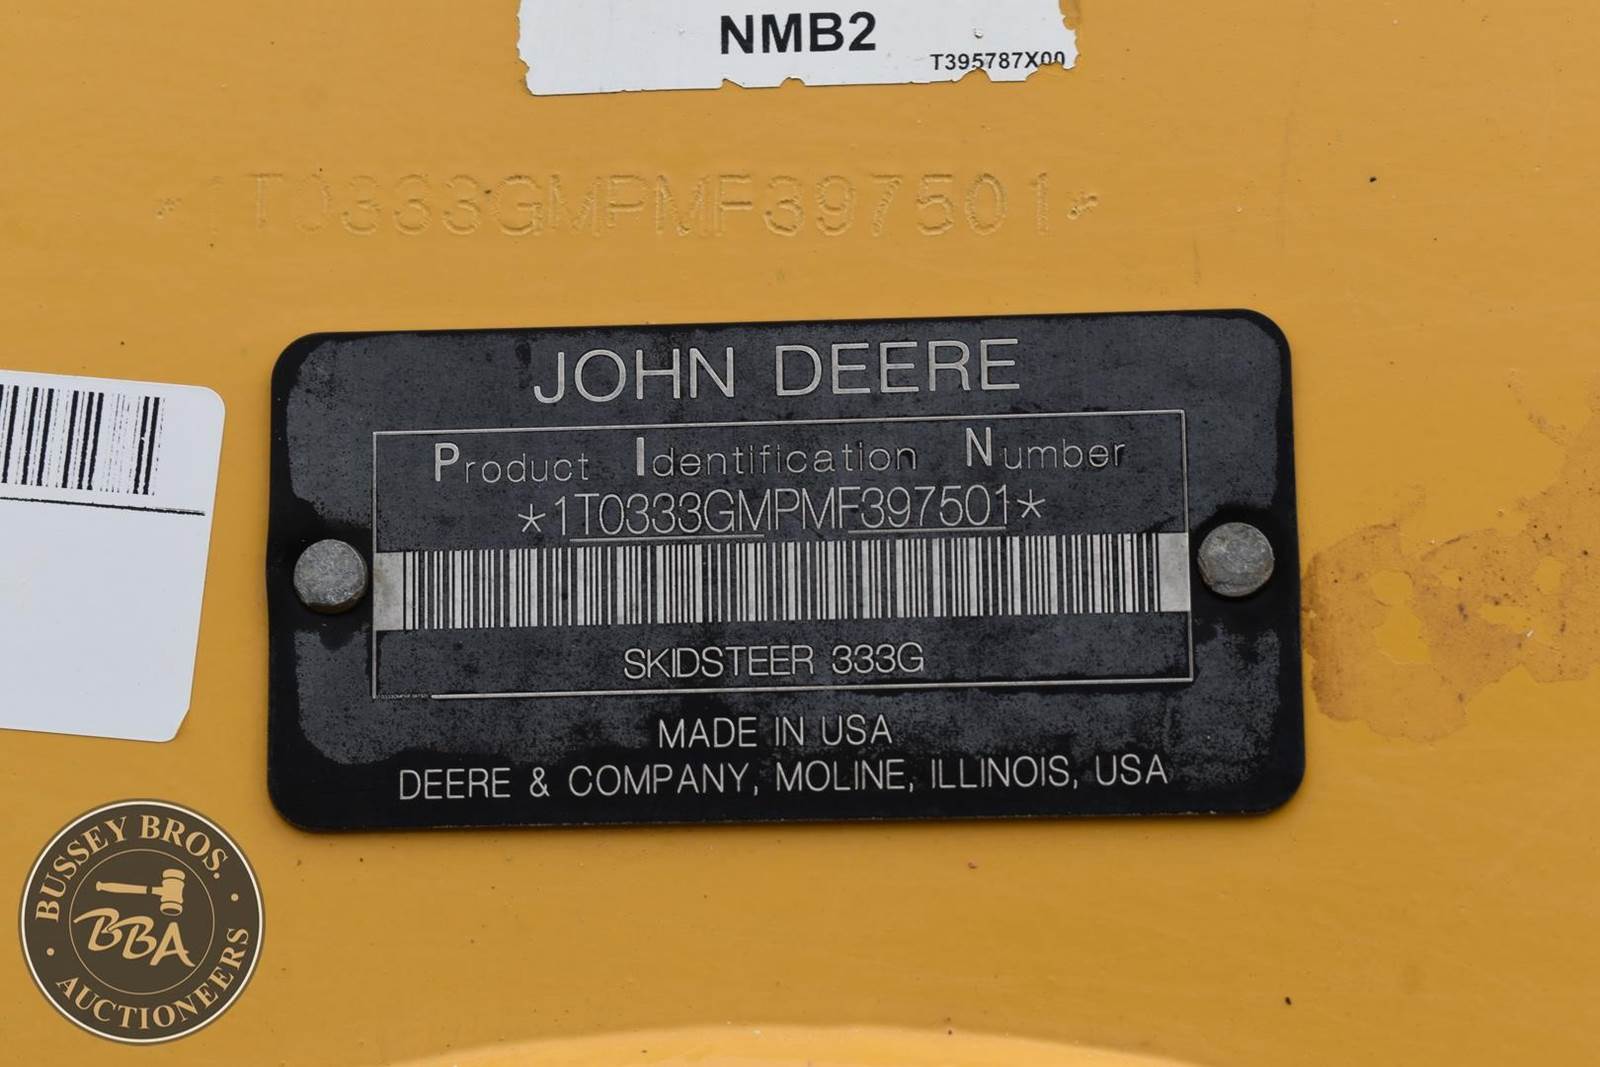 NMB2
T395787X00
*1T0333GMPMF397501*
JOHN DEERE
Product Identification Number
*1T0333GMPMF397501*
SKIDSTEER 333G
MADE IN USA
DEERE & COMPANY, MOLINE, ILLINOIS, USA
BUSSEY BROS.
BBA
AUCTIONEERS